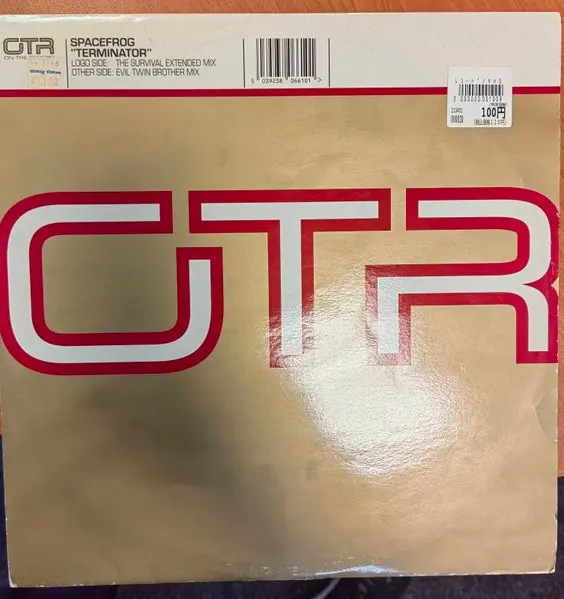 OTR
SPACEFROG
"TERMINATOR"
LOGO SIDE: THE SURVIVAL EXTENDED MIX
OTHER SIDE: EVIL TWIN BROTHER MIX
5 039238 066101 >
100円
OTR